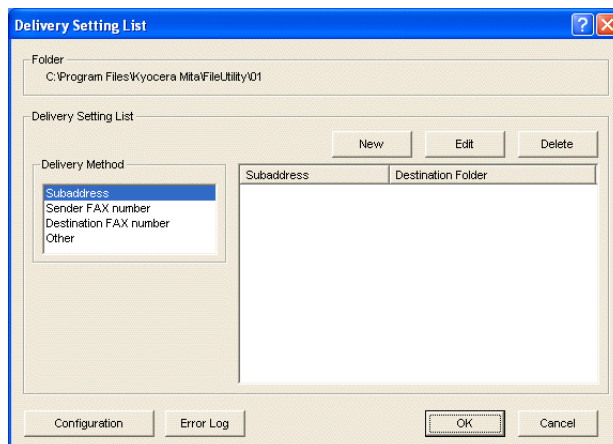 Delivery Setting List
Folder
C:\Program Files\Kyocera Mita\FileUtility\01
Delivery Setting List
New Edit Delete
Delivery Method
Subaddress
Sender FAX number
Destination FAX number
Other
Subaddress Destination Folder
Configuration Error Log OK Cancel